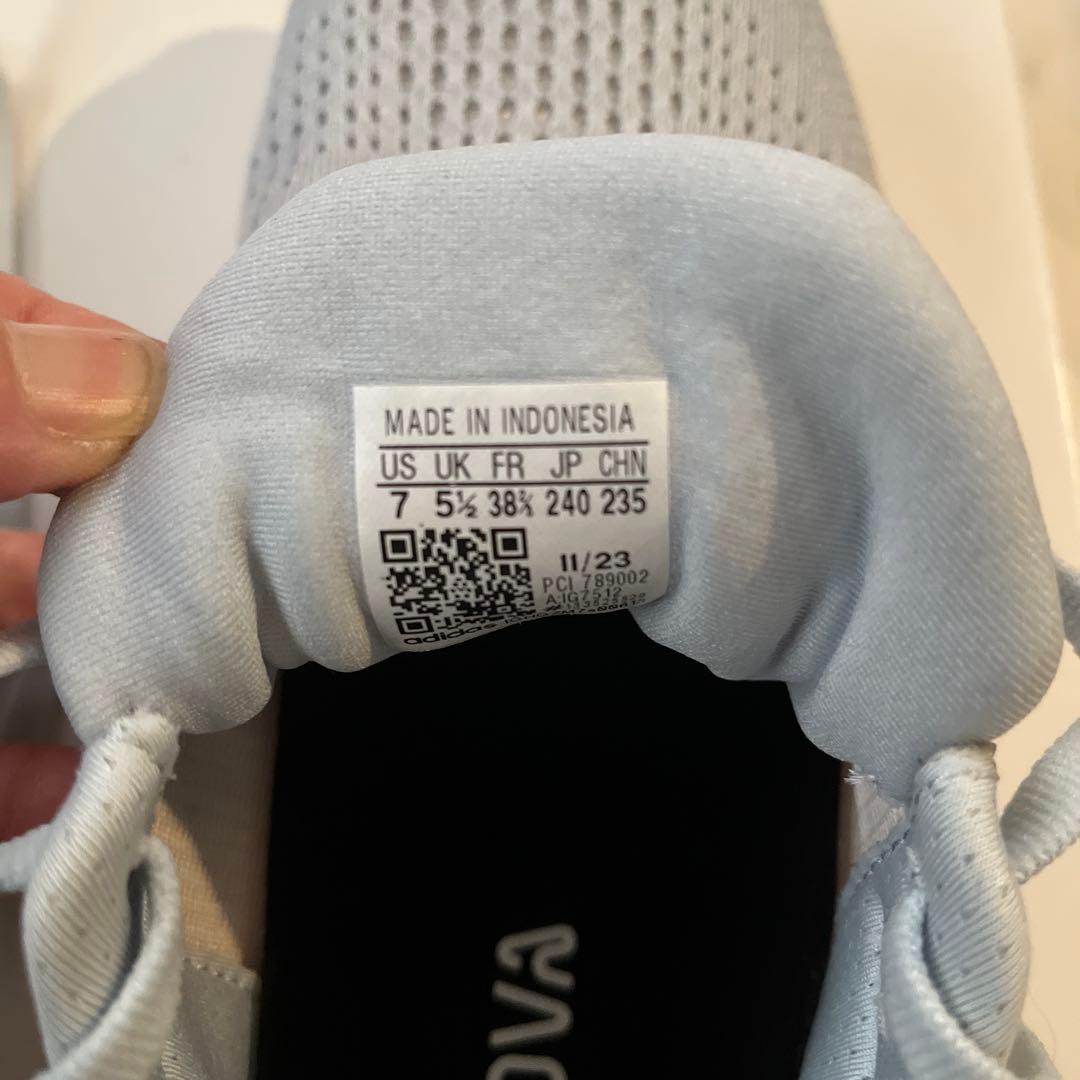 MADE IN INDONESIA
US UK FR JP CHN
7 5½ 38⅔ 240 235
11/23
PCI 789002
A:IG7512
adidas
OVA